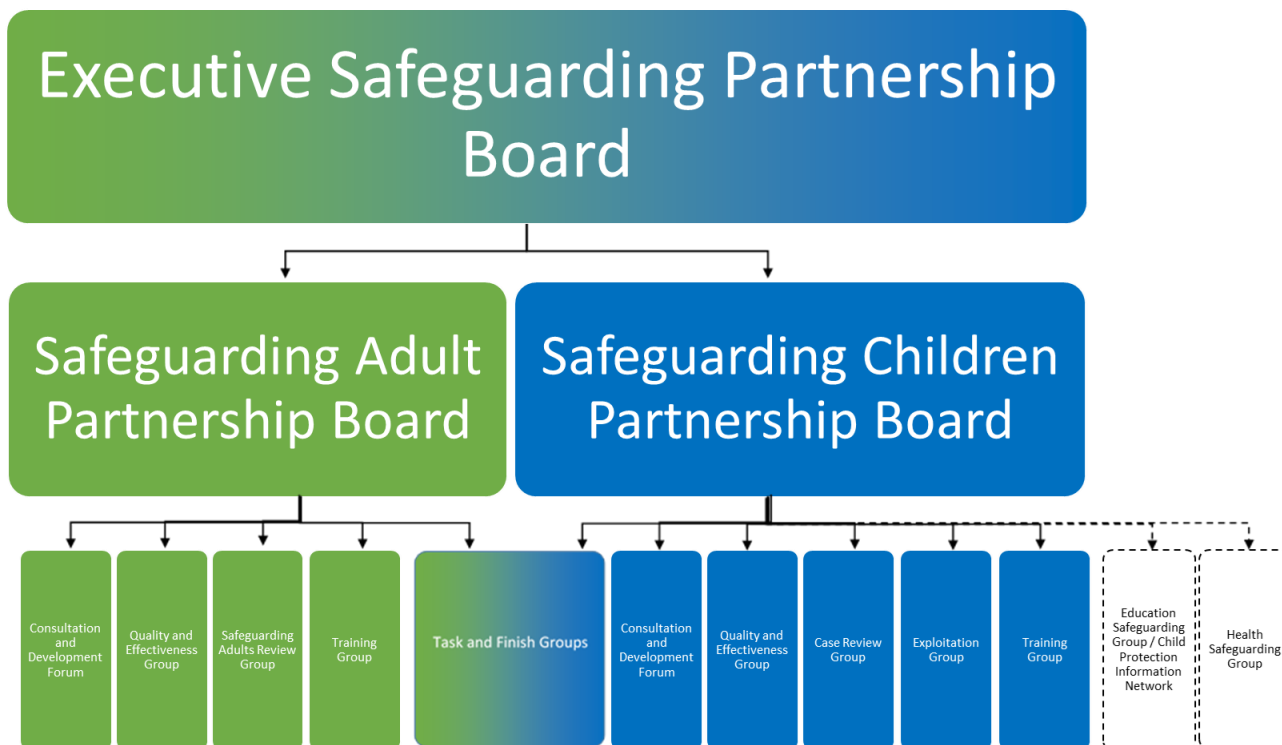 Executive Safeguarding Partnership
Board
Safeguarding Adult
Partnership Board
Safeguarding Children
Partnership Board
Consultation
and
Development
Forum
Quality and
Effectiveness
Group
Safeguarding
Adults Review
Group
Training
Group
Task and Finish Groups
Consultation
and
Development
Forum
Quality and
Effectiveness
Group
Case Review
Group
Exploitation
Group
Training
Group
Education
Safeguarding
Group / Child
Protection
Information
Network
Health
Safeguarding
Group